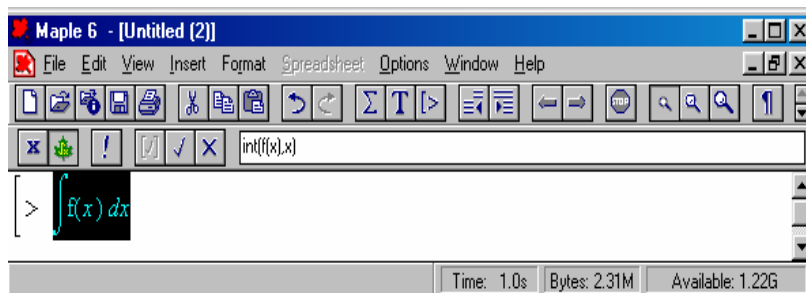 Maple 6 - [Untitled (2)]
File Edit View Insert Format Spreadsheet Options Window Help
Σ T [> STOP ¶
x ! [/] √ X int(f(x),x)
[> ∫f(x) dx
Time: 1.0s Bytes: 2.31M Available: 1.22G